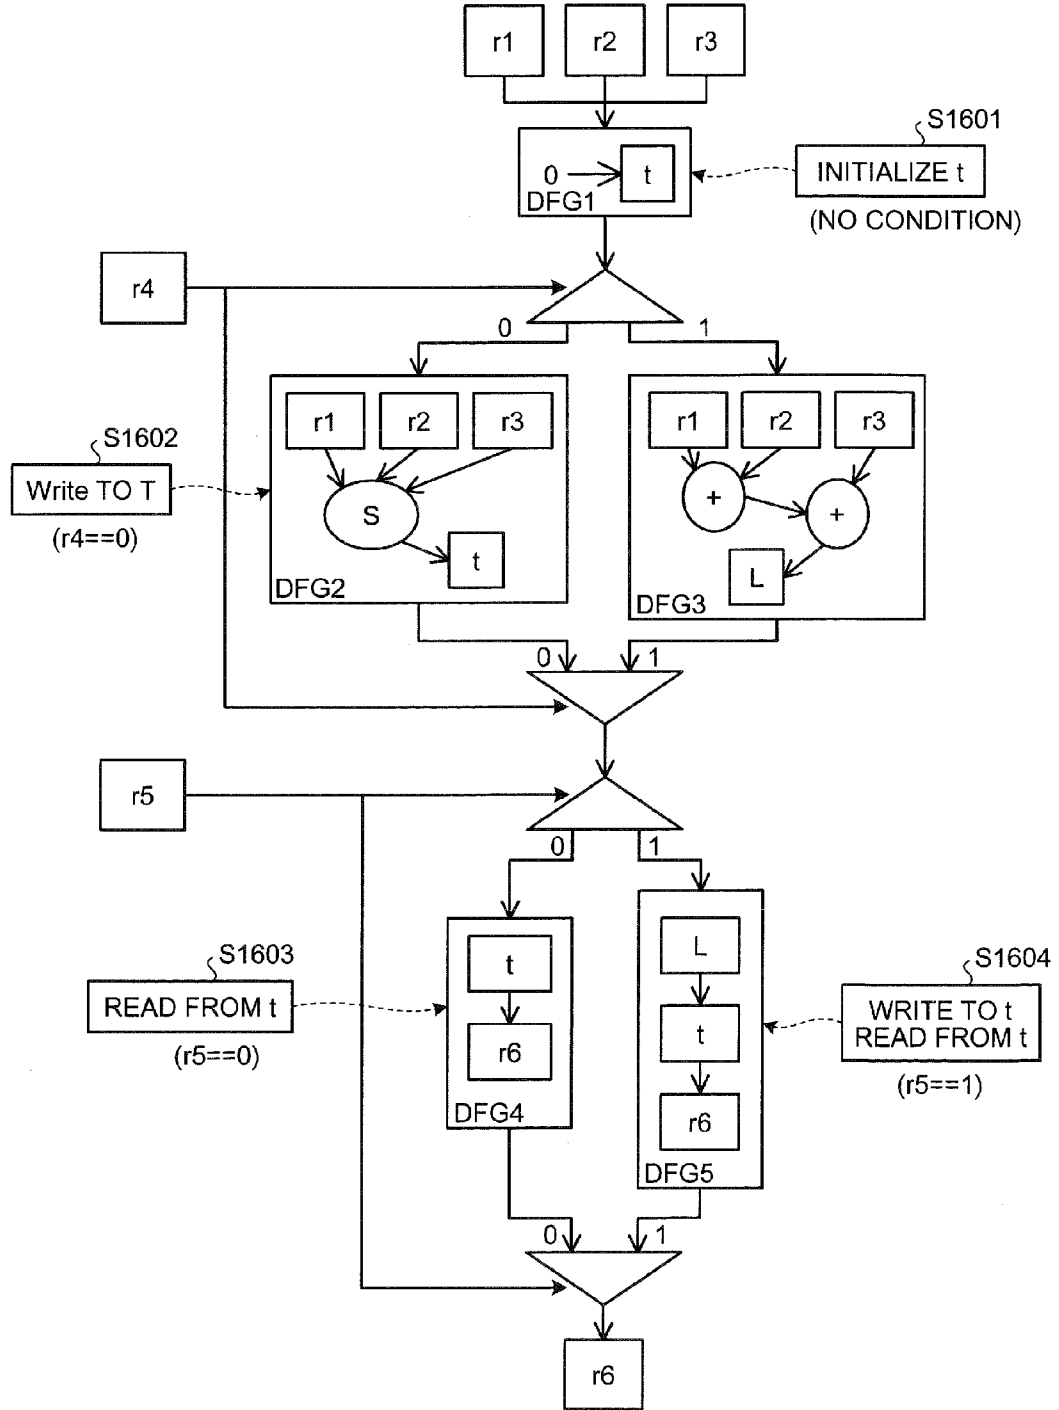 r1 r2 r3
S1601
0 t
INITIALIZE t
DFG1
(NO CONDITION)
r4
0 1
r1 r2 r3
r1 r2 r3
S1602
Write TO T
(r4==0)
S
+ +
t
L
DFG2
DFG3
0 1
r5
0 1
S1603
READ FROM t
(r5==0)
t
r6
DFG4
L
t
r6
DFG5
S1604
WRITE TO t
READ FROM t
(r5==1)
0 1
r6